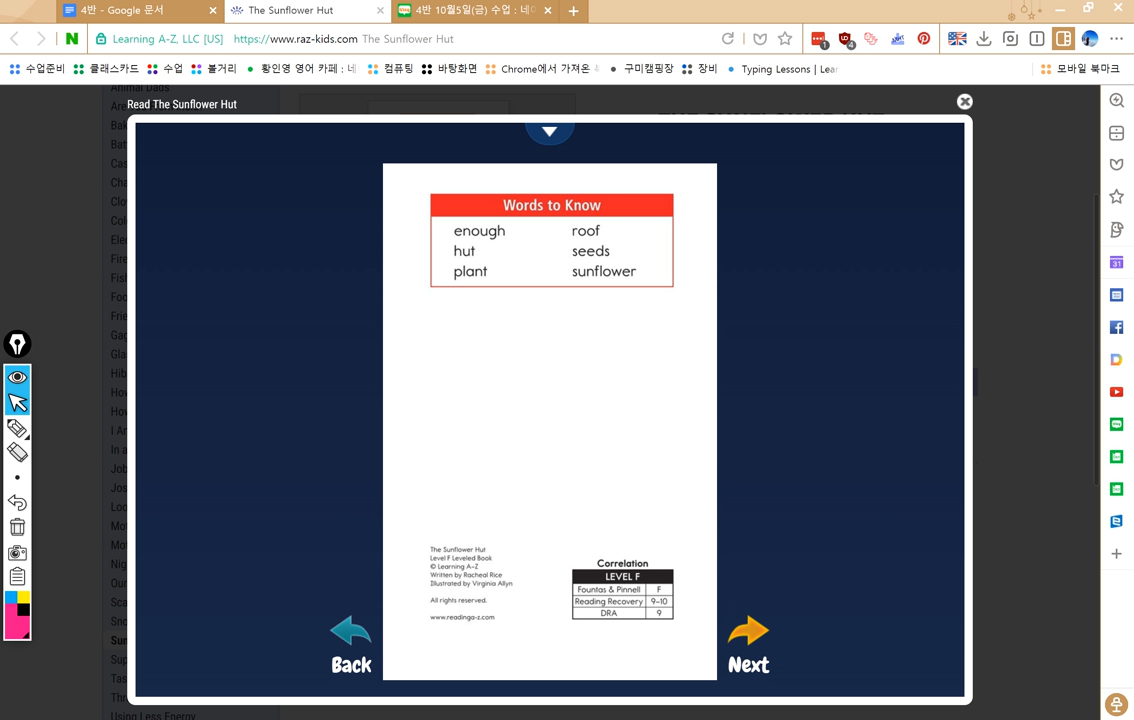 4반 - Google 문서
The Sunflower Hut
4반 10월5일(금) 수업 : 네
Learning A-Z, LLC [US] https://www.raz-kids.com The Sunflower Hut
수업준비 클래스카드 수업 볼거리 황인영 영어 카페 : 네 컴퓨팅 바탕화면 Chrome에서 가져온 구미캠핑장 장비 Typing Lessons | Lear 모바일 북마크
Animal Dads
Read The Sunflower Hut
Words to Know
enough roof
hut seeds
plant sunflower
The Sunflower Hut
Level F Leveled Book
© Learning A–Z
Written by Racheal Rice
Illustrated by Virginia Allyn
All rights reserved.
www.readinga-z.com
Correlation
LEVEL F
Fountas & Pinnell F
Reading Recovery 9–10
DRA 9
Back
Next
Using Less Energy